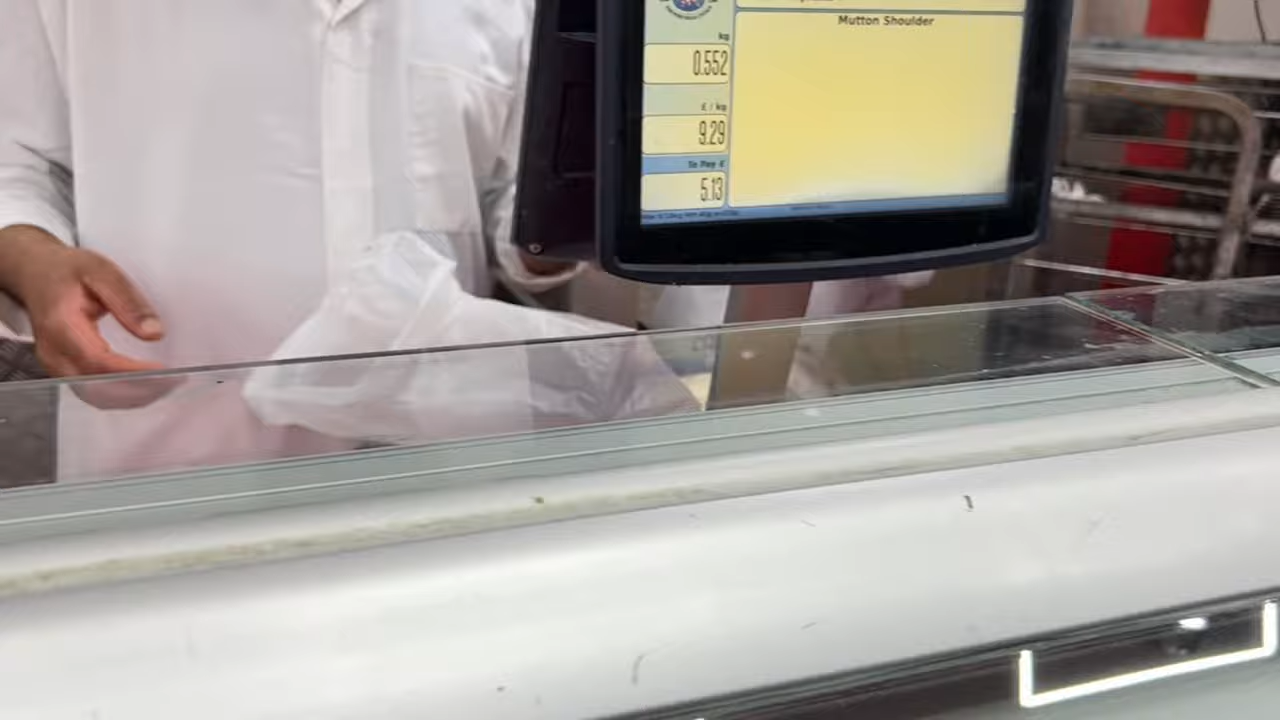 Mutton Shoulder
kg
0.552
£ / kg
9.29
To Pay £
5.13